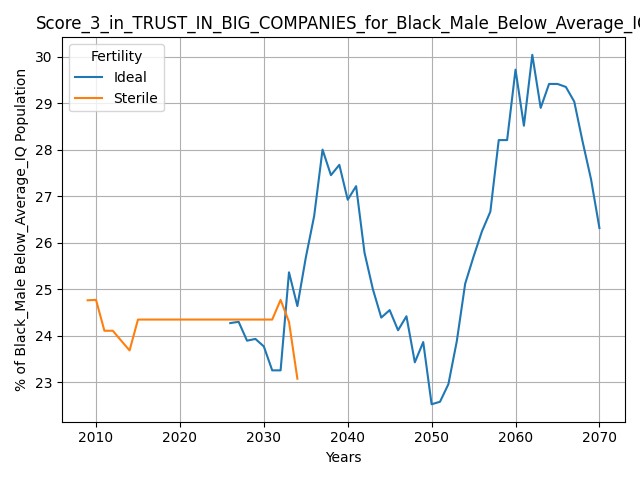 Score_3_in_TRUST_IN_BIG_COMPANIES_for_Black_Male_Below_Average_IQ
Fertility
Ideal
Sterile
% of Black_Male Below_Average_IQ Population
30
29
28
27
26
25
24
23
2010 2020 2030 2040 2050 2060 2070
Years